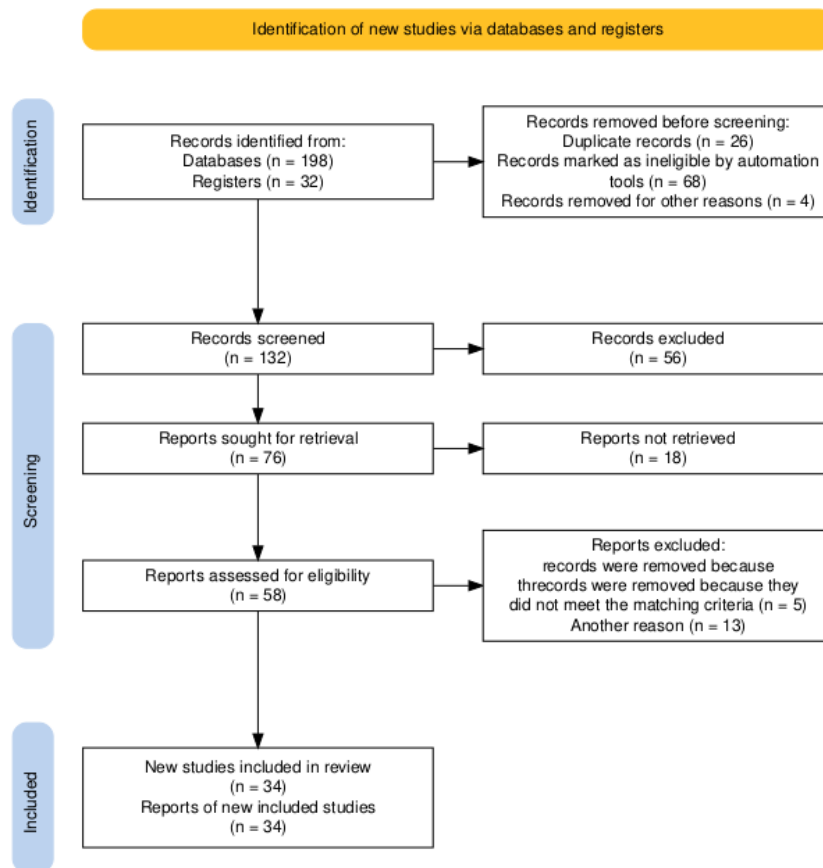 Identification of new studies via databases and registers
Identification
Records identified from:
Databases (n = 198)
Registers (n = 32)
Records removed before screening:
Duplicate records (n = 26)
Records marked as ineligible by automation
tools (n = 68)
Records removed for other reasons (n = 4)
Screening
Records screened
(n = 132)
Records excluded
(n = 56)
Reports sought for retrieval
(n = 76)
Reports not retrieved
(n = 18)
Reports assessed for eligibility
(n = 58)
Reports excluded:
records were removed because
threcords were removed because they
did not meet the matching criteria (n = 5)
Another reason (n = 13)
Included
New studies included in review
(n = 34)
Reports of new included studies
(n = 34)